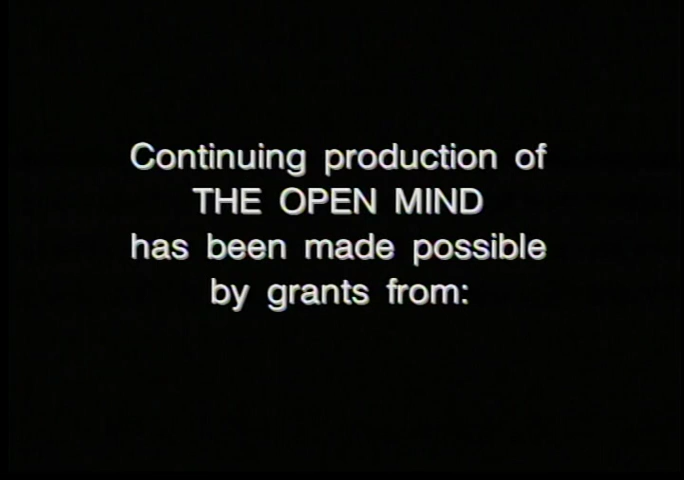 Continuing production of
THE OPEN MIND
has been made possible
by grants from: